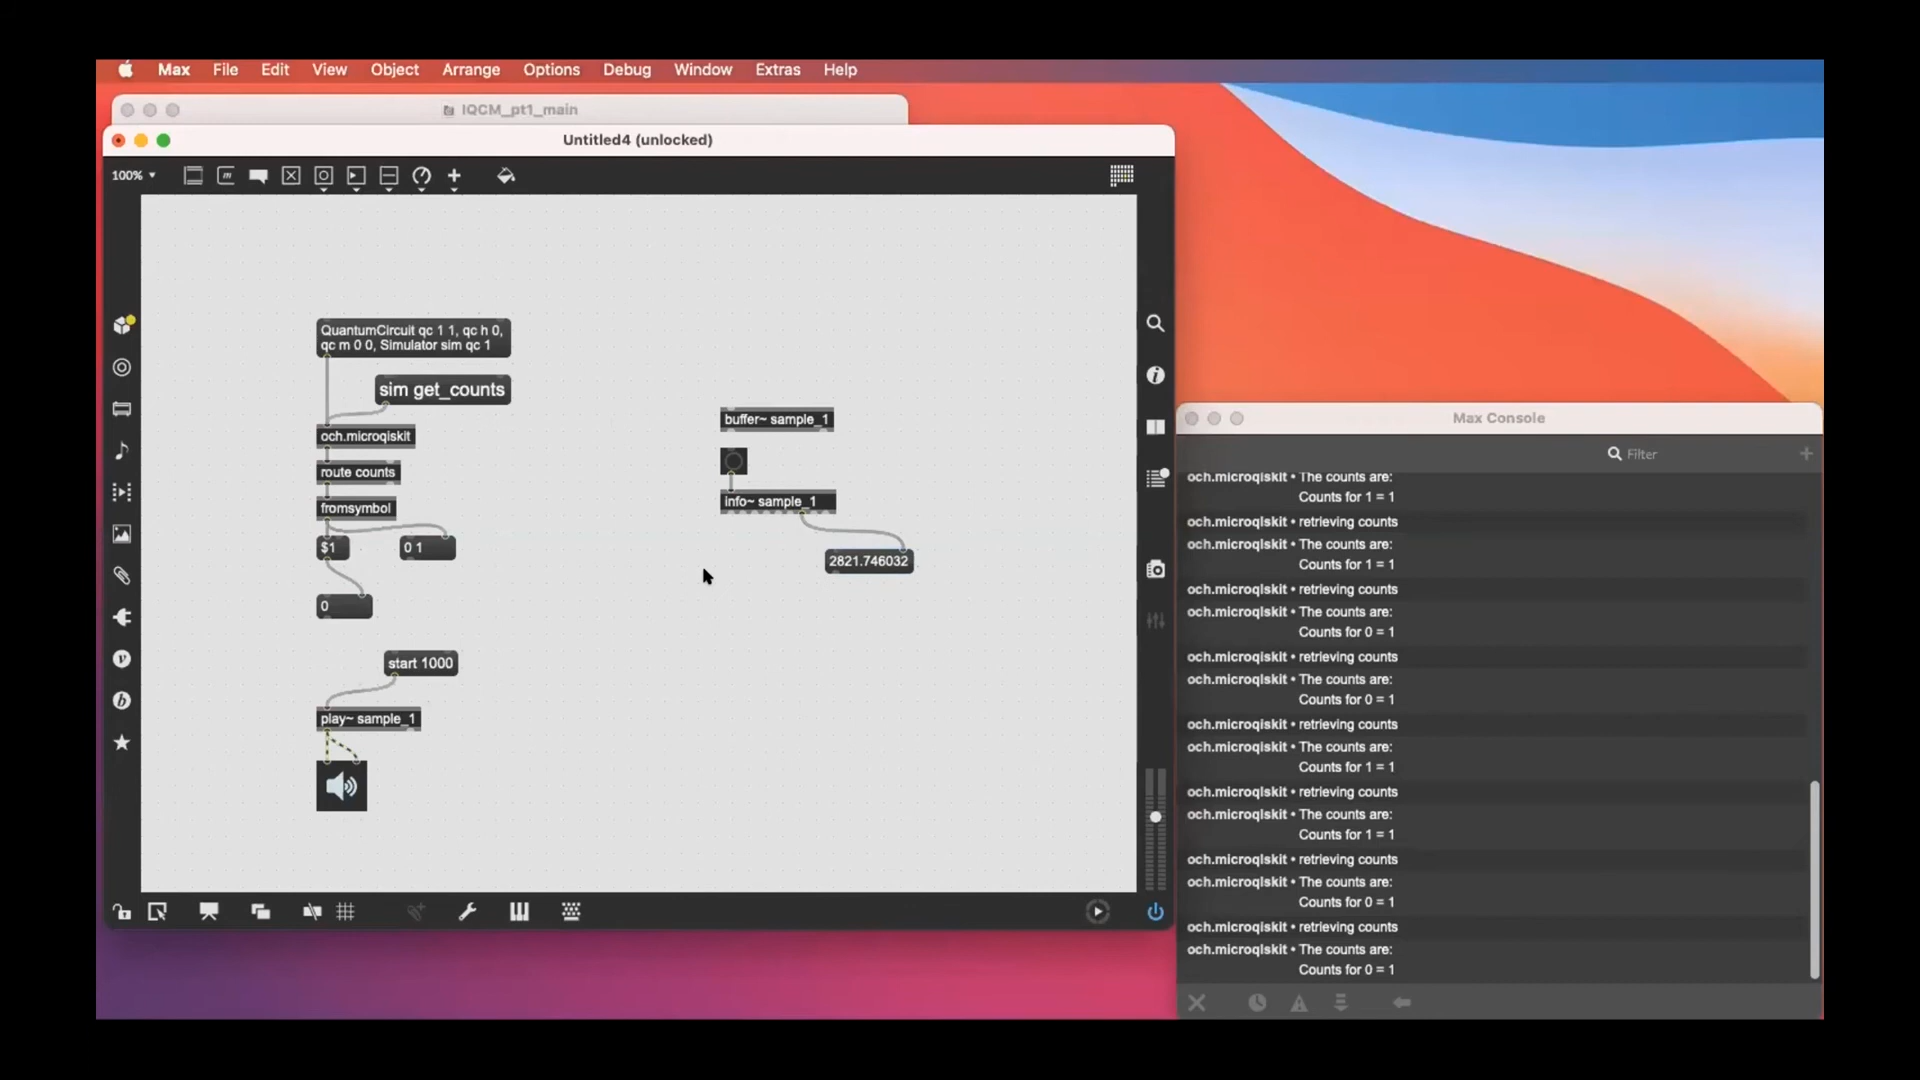 Max File Edit View Object Arrange Options Debug Window Extras Help
IQCM_pt1_main
Untitled4 (unlocked)
100%
QuantumCircuit qc 1 1, qc h 0,
qc m 0 0, Simulator sim qc 1
sim get_counts
och.microqiskit
route counts
fromsymbol
$1
0 1
0
start 1000
play~ sample_1
buffer~ sample_1
info~ sample_1
2821.746032
Max Console
Filter
och.microqiskit • The counts are:
Counts for 1 = 1
och.microqiskit • retrieving counts
och.microqiskit • The counts are:
Counts for 1 = 1
och.microqiskit • retrieving counts
och.microqiskit • The counts are:
Counts for 0 = 1
och.microqiskit • retrieving counts
och.microqiskit • The counts are:
Counts for 0 = 1
och.microqiskit • retrieving counts
och.microqiskit • The counts are:
Counts for 1 = 1
och.microqiskit • retrieving counts
och.microqiskit • The counts are:
Counts for 1 = 1
och.microqiskit • retrieving counts
och.microqiskit • The counts are:
Counts for 0 = 1
och.microqiskit • retrieving counts
och.microqiskit • The counts are:
Counts for 0 = 1